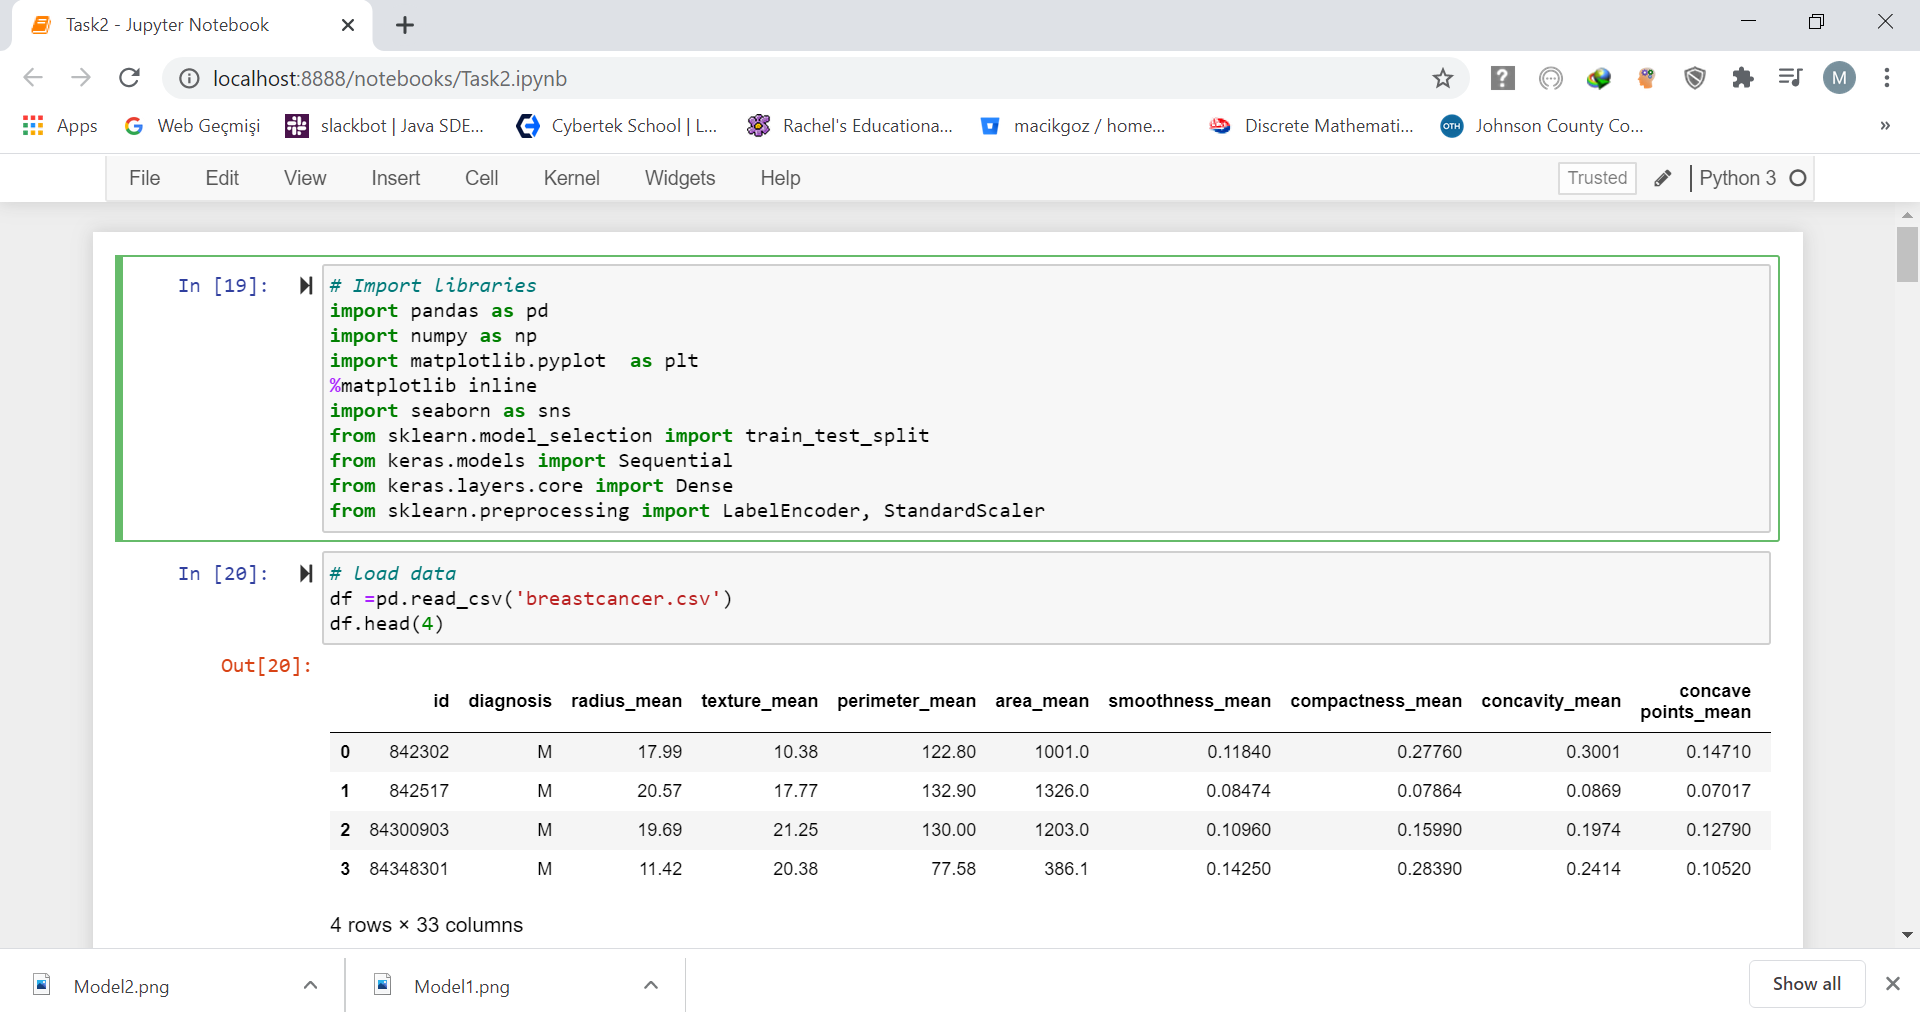 Task2 - Jupyter Notebook
localhost:8888/notebooks/Task2.ipynb
M
Apps
Web Geçmişi
slackbot | Java SDE...
Cybertek School | L...
Rachel's Educationa...
macikgoz / home...
Discrete Mathemati...
OTH
Johnson County Co...
»
File Edit View Insert Cell Kernel Widgets Help
Trusted
Python 3
In [19]:
# Import libraries
import pandas as pd
import numpy as np
import matplotlib.pyplot  as plt
%matplotlib inline
import seaborn as sns
from sklearn.model_selection import train_test_split
from keras.models import Sequential
from keras.layers.core import Dense
from sklearn.preprocessing import LabelEncoder, StandardScaler
In [20]:
# load data
df =pd.read_csv('breastcancer.csv')
df.head(4)
Out[20]:
id diagnosis radius_mean texture_mean perimeter_mean area_mean smoothness_mean compactness_mean concavity_mean concave points_mean
0 842302 M 17.99 10.38 122.80 1001.0 0.11840 0.27760 0.3001 0.14710
1 842517 M 20.57 17.77 132.90 1326.0 0.08474 0.07864 0.0869 0.07017
2 84300903 M 19.69 21.25 130.00 1203.0 0.10960 0.15990 0.1974 0.12790
3 84348301 M 11.42 20.38 77.58 386.1 0.14250 0.28390 0.2414 0.10520
4 rows × 33 columns
Model2.png
Model1.png
Show all